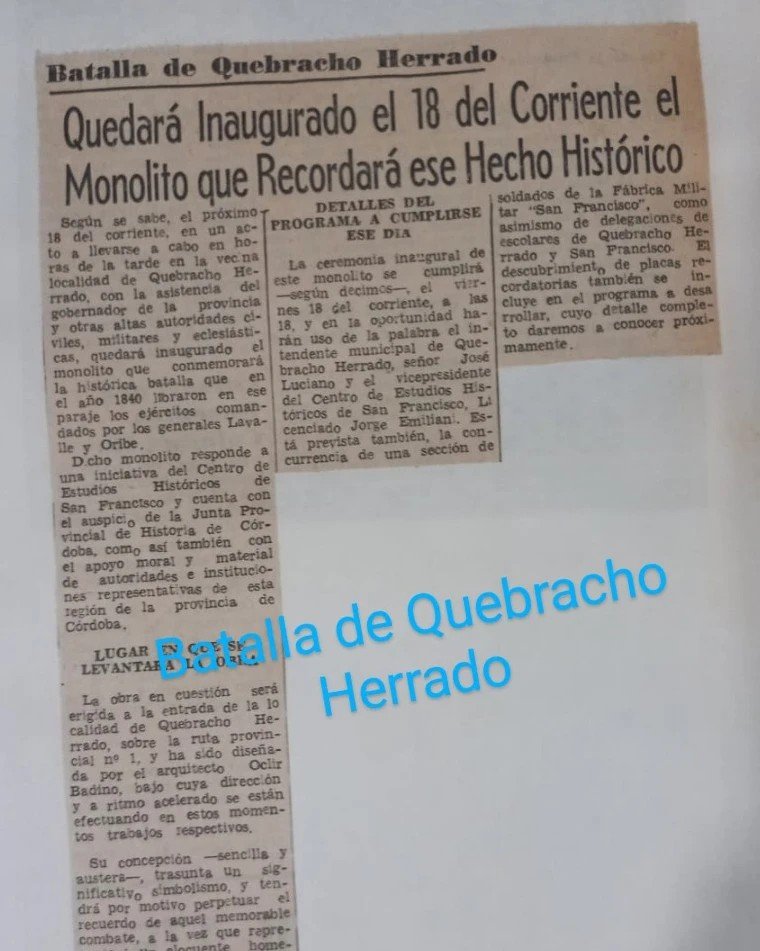 Batalla de Quebracho Herrado
Quedará Inaugurado el 18 del Corriente el
Monolito que Recordará ese Hecho Histórico
Según se sabe, el próximo
18 del corriente, en un ac-
to a llevarse a cabo en ho-
ras de la tarde en la vecina
localidad de Quebracho He-
rrado, con la asistencia del
gobernador de la provincia
y otras altas autoridades ci-
viles, militares y eclesiásti-
cas, quedará inaugurado el
monolito que conmemorará
la histórica batalla que en
el año 1840 libraron en ese
paraje los ejércitos coman-
dados por los generales Lava-
lle y Oribe.
Dicho monolito responde a
una iniciativa del Centro de
Estudios Históricos de
San Francisco y cuenta con
el auspicio de la Junta Pro-
vincial de Historia de Cór-
doba, como así también con
el apoyo moral y material
de autoridades e institucio-
nes representativas de esta
región de la provincia de
Córdoba.
LUGAR EN QUE SE
LEVANTARA LA OBRA
La obra en cuestión será
erigida a la entrada de la lo
calidad de Quebracho He-
rrado, sobre la ruta provin-
cial nº 1, y ha sido diseña-
da por el arquitecto Oclir
Badino, bajo cuya dirección
y a ritmo acelerado se están
efectuando en estos momen-
tos trabajos respectivos.
Su concepción —sencilla y
austera—, trasunta un sig-
nificativo simbolismo, y ten-
drá por motivo perpetuar el
recuerdo de aquel memorable
combate, a la vez que repre-
elocuente home-
DETALLES DEL
PROGRAMA A CUMPLIRSE
ESE DIA
La ceremonia inaugural de
este monolito se cumplirá
—según decimos—, el vier-
nes 18 del corriente, a las
18, y en la oportunidad ha-
rán uso de la palabra el in-
tendente municipal de Que-
bracho Herrado, señor José
Luciano y el vicepresidente
del Centro de Estudios His-
tóricos de San Francisco, Li
cenciado Jorge Emiliani. Es-
tá prevista también, la con-
currencia de una sección de
soldados de la Fábrica Mili-
tar "San Francisco", como
asimismo de delegaciones de
escolares de Quebracho He-
rrado y San Francisco. El
descubrimiento de placas re-
cordatorias también se in-
cluye en el programa a desa
rrollar, cuyo detalle comple-
to daremos a conocer próxi-
mamente.
Batalla de Quebracho
Herrado